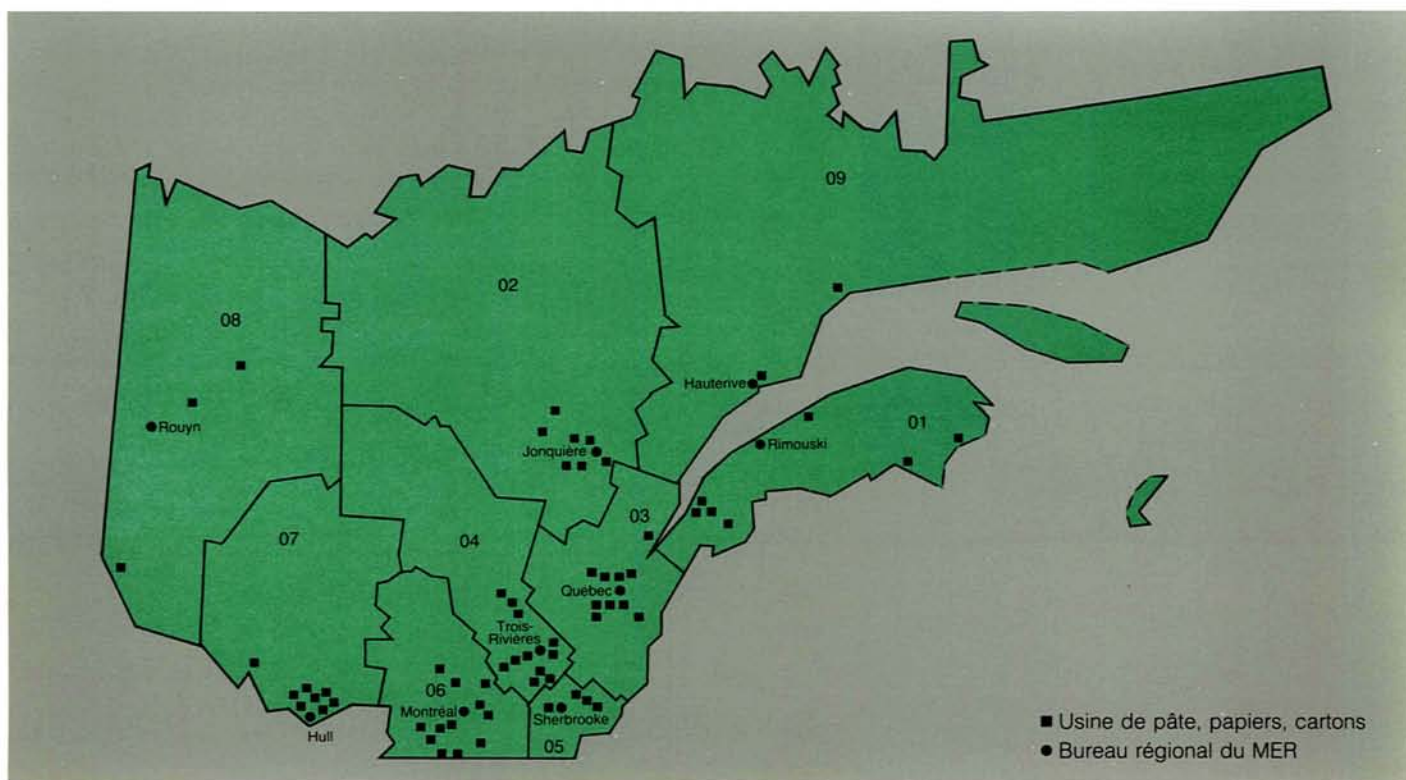 09
02
08
Hauterive
01
Rouyn
Rimouski
Jonquière
03
07
04
Québec
Trois-
Rivières
06
Montréal
Sherbrooke
Hull
05
Usine de pâte, papiers, cartons
Bureau régional du MER